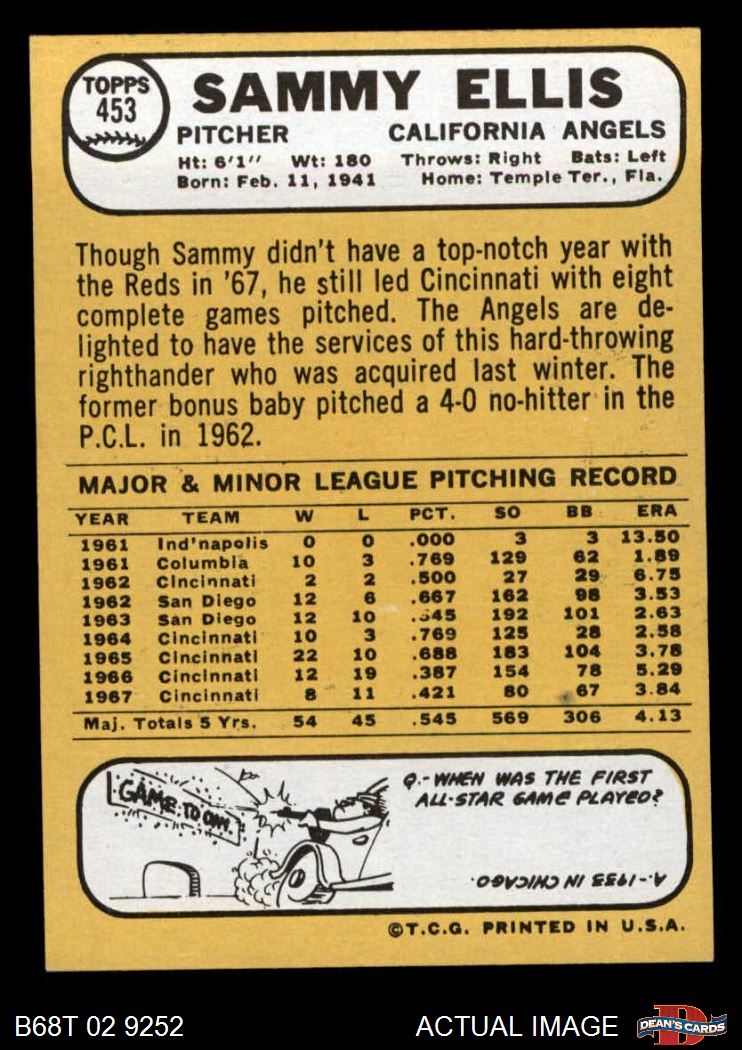 TOPPS
453
SAMMY ELLIS
PITCHER CALIFORNIA ANGELS
Ht: 6'1" Wt: 180 Throws: Right Bats: Left
Born: Feb. 11, 1941 Home: Temple Ter., Fla.
Though Sammy didn't have a top-notch year with
the Reds in '67, he still led Cincinnati with eight
complete games pitched. The Angels are de-
lighted to have the services of this hard-throwing
righthander who was acquired last winter. The
former bonus baby pitched a 4-0 no-hitter in the
P.C.L. in 1962.
MAJOR & MINOR LEAGUE PITCHING RECORD
YEAR TEAM W L PCT. SO BB ERA
1961 Ind'napolis 0 0 .000 3 3 13.50
1961 Columbia 10 3 .769 129 62 1.89
1962 Cincinnati 2 2 .500 27 29 6.75
1962 San Diego 12 6 .667 162 98 3.53
1963 San Diego 12 10 .545 192 101 2.63
1964 Cincinnati 10 3 .769 125 28 2.58
1965 Cincinnati 22 10 .688 183 104 3.78
1966 Cincinnati 12 19 .387 154 78 5.29
1967 Cincinnati 8 11 .421 80 67 3.84
Maj. Totals 5 Yrs. 54 45 .545 569 306 4.13
GAME TODAY.
Q.-WHEN WAS THE FIRST
ALL-STAR GAME PLAYED?
A.-1933 IN CHICAGO.
©T.C.G. PRINTED IN U.S.A.
B68T 02 9252 ACTUAL IMAGE
D
DEAN'S CARDS